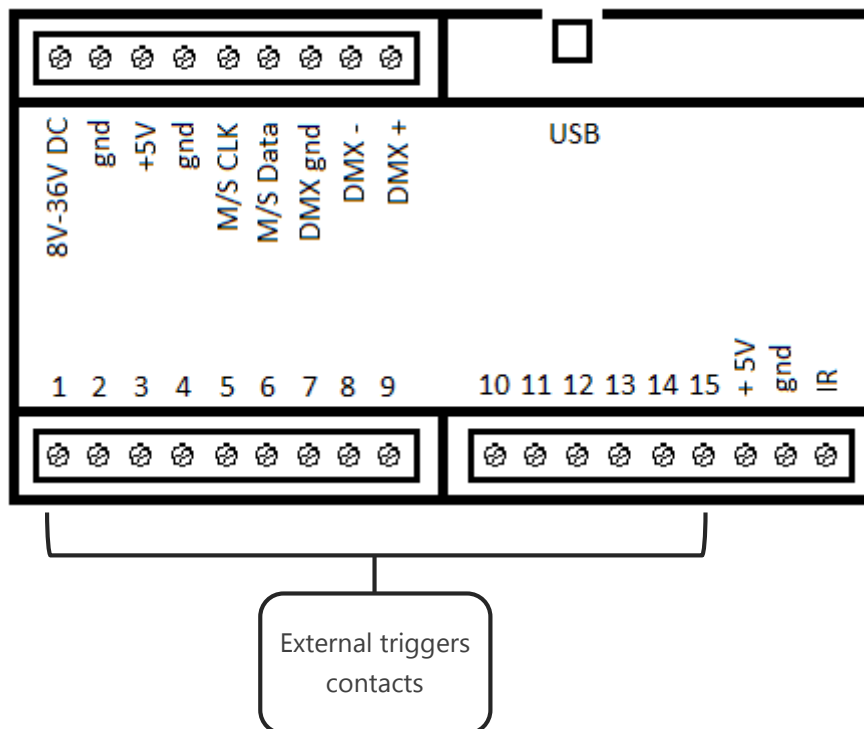 8V-36V DC
gnd
+5V
gnd
M/S CLK
M/S Data
DMX gnd
DMX -
DMX +
USB
1 2 3 4 5 6 7 8 9 10 11 12 13 14 15 + 5V gnd IR
External triggers
contacts